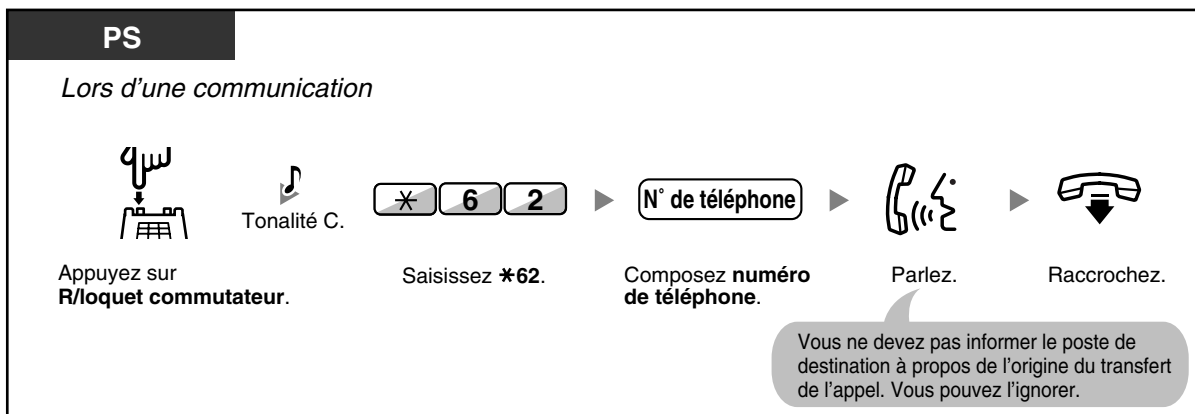 PS
Lors d'une communication
Tonalité C.
✳ 6 2
N° de téléphone
Appuyez sur
R/loquet commutateur.
Saisissez ✳62.
Composez numéro
de téléphone.
Parlez.
Raccrochez.
Vous ne devez pas informer le poste de
destination à propos de l'origine du transfert
de l'appel. Vous pouvez l'ignorer.